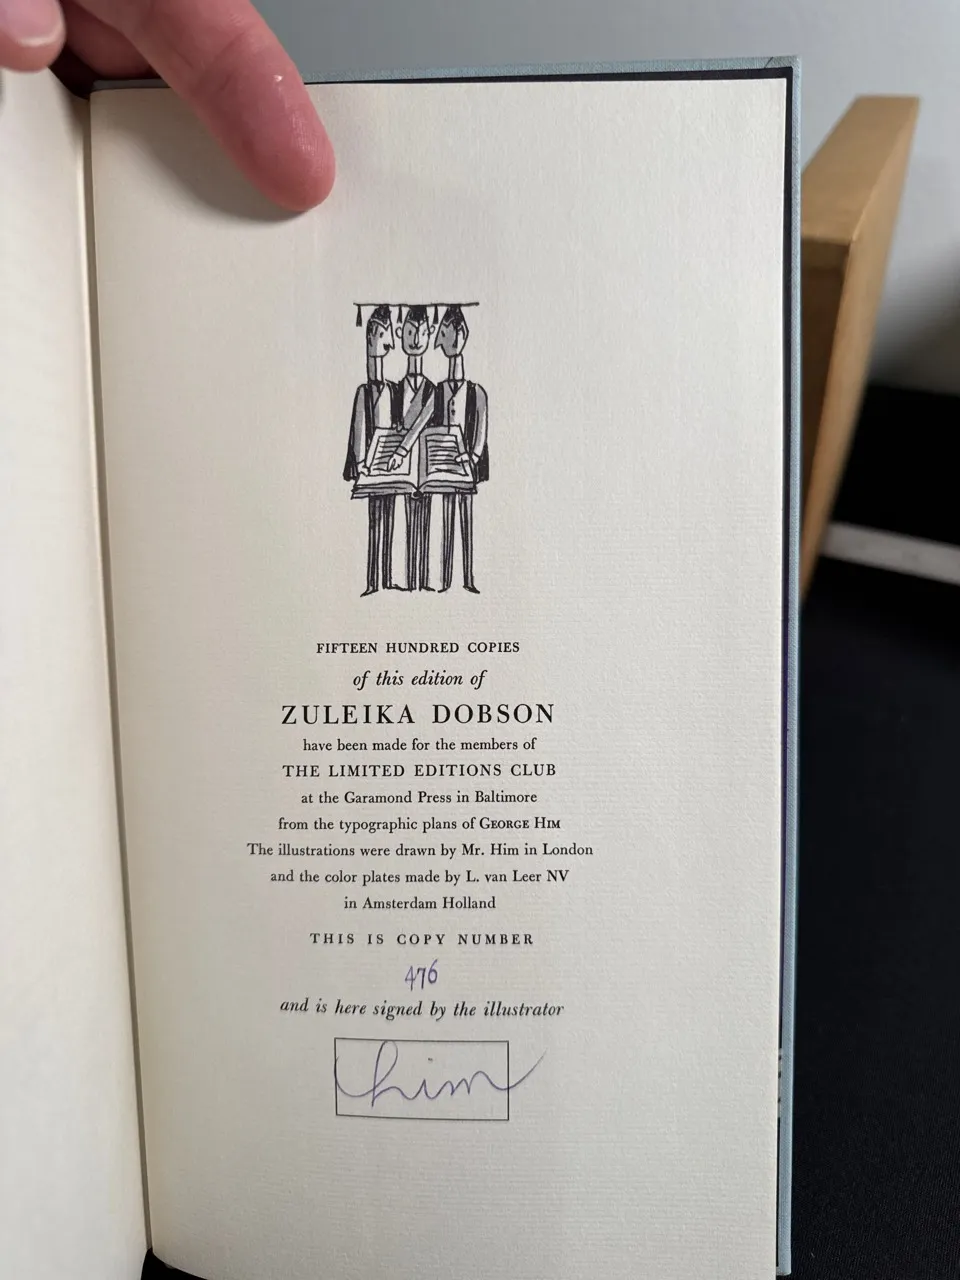 FIFTEEN HUNDRED COPIES
of this edition of
ZULEIKA DOBSON
have been made for the members of
THE LIMITED EDITIONS CLUB
at the Garamond Press in Baltimore
from the typographic plans of GEORGE HIM
The illustrations were drawn by Mr. Him in London
and the color plates made by L. van Leer NV
in Amsterdam Holland
THIS IS COPY NUMBER
476
and is here signed by the illustrator
him